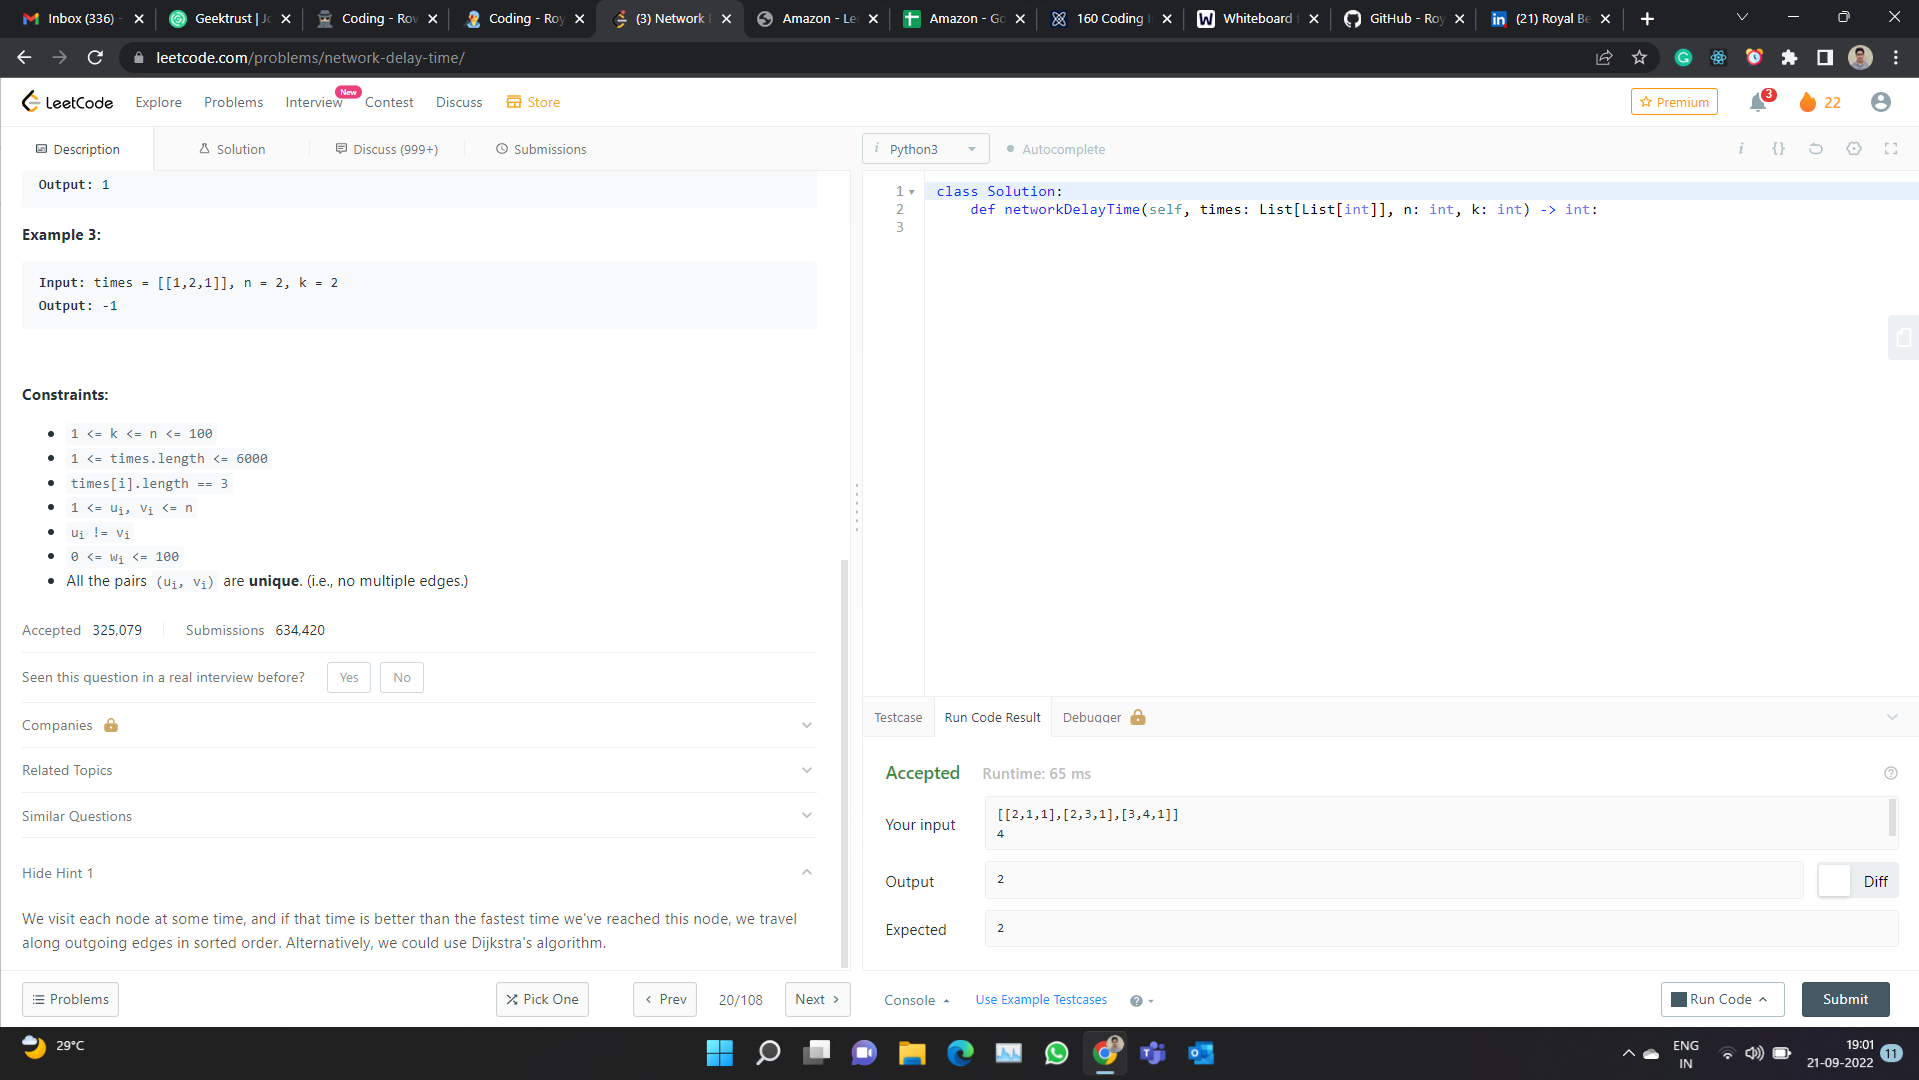 Inbox (336) -
Geektrust | Jo
Coding - Rov
Coding - Roy
(3) Network
Amazon - Le
Amazon - Go
160 Coding I
Whiteboard
GitHub - Roy
(21) Royal Be
leetcode.com/problems/network-delay-time/
LeetCode
Explore
Problems
Interview
New
Contest
Discuss
Store
Premium
3
22
Description
Solution
Discuss (999+)
Submissions
Output: 1
Example 3:
Input: times = [[1,2,1]], n = 2, k = 2
Output: -1
Constraints:
1 <= k <= n <= 100
1 <= times.length <= 6000
times[i].length == 3
1 <= ui, vi <= n
ui != vi
0 <= wi <= 100
All the pairs (ui, vi) are unique. (i.e., no multiple edges.)
Accepted 325,079 Submissions 634,420
Seen this question in a real interview before? Yes No
Companies
Related Topics
Similar Questions
Hide Hint 1
We visit each node at some time, and if that time is better than the fastest time we've reached this node, we travel
along outgoing edges in sorted order. Alternatively, we could use Dijkstra's algorithm.
Problems
Pick One
Prev
20/108
Next
i Python3
Autocomplete
i {}
1 class Solution:
2 def networkDelayTime(self, times: List[List[int]], n: int, k: int) -> int:
3
Testcase
Run Code Result
Debugger
Accepted Runtime: 65 ms
Your input
[[2,1,1],[2,3,1],[3,4,1]]
4
Output
2
Diff
Expected
2
Console
Use Example Testcases
Run Code
Submit
29°C
ENG
IN
19:01
21-09-2022
11